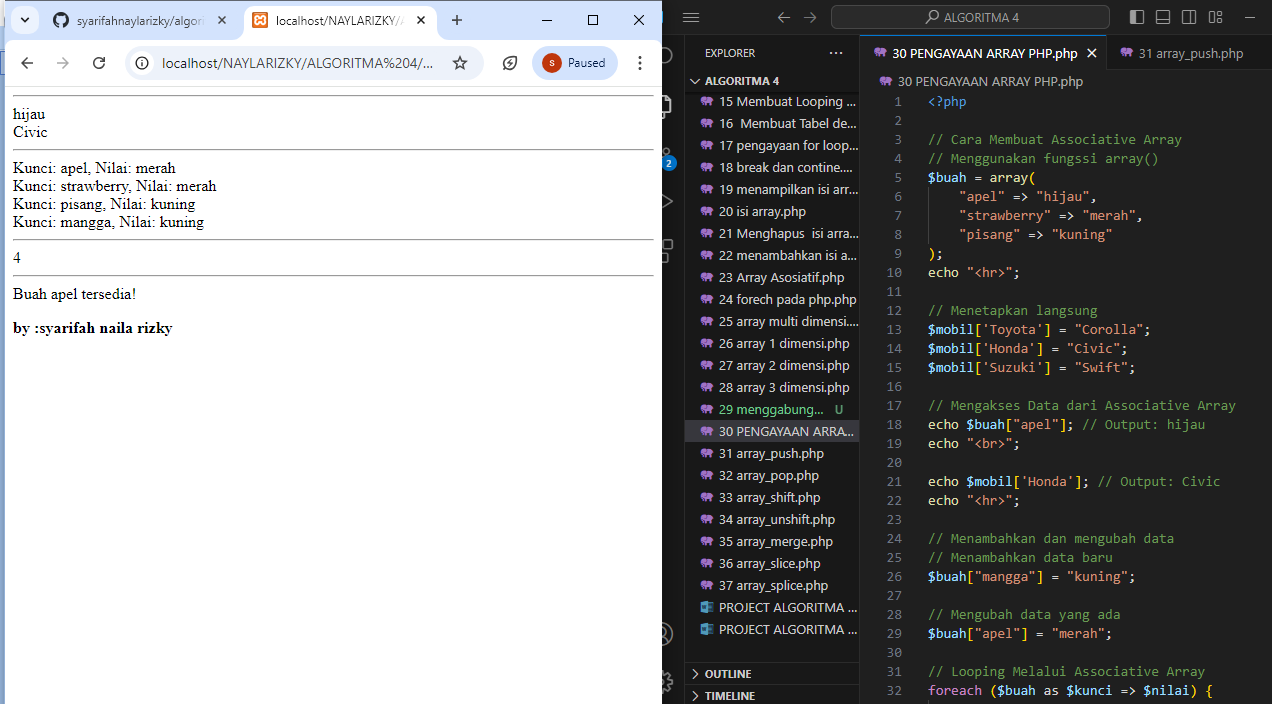 syarifahnaylarizky/algori
localhost/NAYLARIZKY/A
localhost/NAYLARIZKY/ALGORITMA%204/...
S
Paused
hijau
Civic
Kunci: apel, Nilai: merah
Kunci: strawberry, Nilai: merah
Kunci: pisang, Nilai: kuning
Kunci: mangga, Nilai: kuning
4
Buah apel tersedia!
by :syarifah naila rizky
2
ALGORITMA 4
EXPLORER
ALGORITMA 4
15 Membuat Looping ...
16 Membuat Tabel de...
17 pengayaan for loop...
18 break dan contine....
19 menampilkan isi arr...
20 isi array.php
21 Menghapus isi arra...
22 menambahkan isi a...
23 Array Asosiatif.php
24 forech pada php.php
25 array multi dimensi....
26 array 1 dimensi.php
27 array 2 dimensi.php
28 array 3 dimensi.php
29 menggabung... U
30 PENGAYAAN ARRA...
31 array_push.php
32 array_pop.php
33 array_shift.php
34 array_unshift.php
35 array_merge.php
36 array_slice.php
37 array_splice.php
PROJECT ALGORITMA ...
PROJECT ALGORITMA ...
OUTLINE
TIMELINE
30 PENGAYAAN ARRAY PHP.php
31 array_push.php
30 PENGAYAAN ARRAY PHP.php
1 <?php
2
3 // Cara Membuat Associative Array
4 // Menggunakan fungssi array()
5 $buah = array(
6 "apel" => "hijau",
7 "strawberry" => "merah",
8 "pisang" => "kuning"
9 );
10 echo "<hr>";
11
12 // Menetapkan langsung
13 $mobil['Toyota'] = "Corolla";
14 $mobil['Honda'] = "Civic";
15 $mobil['Suzuki'] = "Swift";
16
17 // Mengakses Data dari Associative Array
18 echo $buah["apel"]; // Output: hijau
19 echo "<br>";
20
21 echo $mobil['Honda']; // Output: Civic
22 echo "<hr>";
23
24 // Menambahkan dan mengubah data
25 // Menambahkan data baru
26 $buah["mangga"] = "kuning";
27
28 // Mengubah data yang ada
29 $buah["apel"] = "merah";
30
31 // Looping Melalui Associative Array
32 foreach ($buah as $kunci => $nilai) {